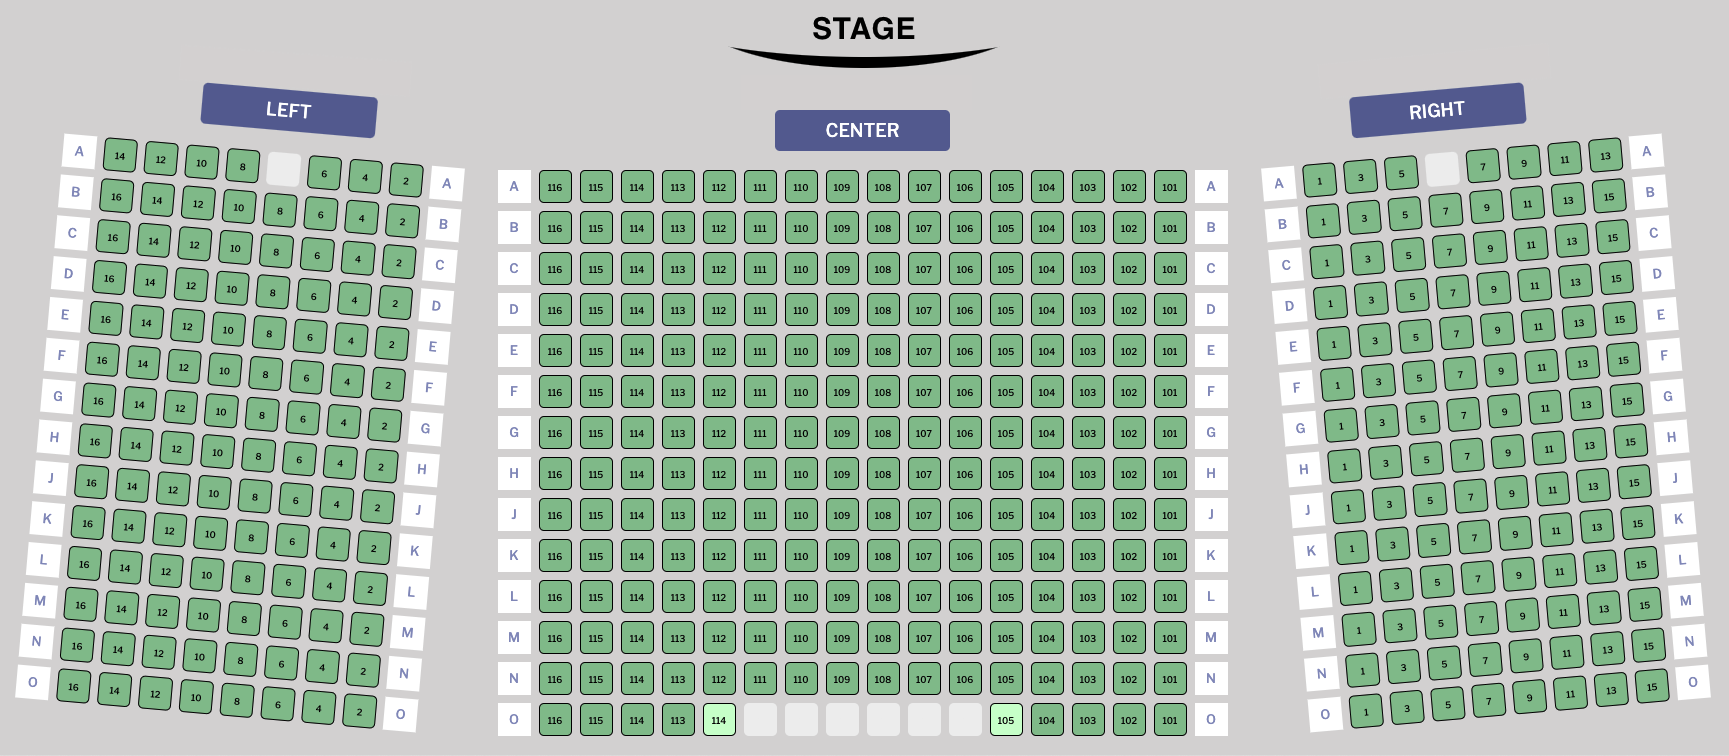 STAGE
LEFT
A 14 12 10 8 6 4 2 A
B 16 14 12 10 8 6 4 2 B
C 16 14 12 10 8 6 4 2 C
D 16 14 12 10 8 6 4 2 D
E 16 14 12 10 8 6 4 2 E
F 16 14 12 10 8 6 4 2 F
G 16 14 12 10 8 6 4 2 G
H 16 14 12 10 8 6 4 2 H
J 16 14 12 10 8 6 4 2 J
K 16 14 12 10 8 6 4 2 K
L 16 14 12 10 8 6 4 2 L
M 16 14 12 10 8 6 4 2 M
N 16 14 12 10 8 6 4 2 N
O 16 14 12 10 8 6 4 2 O
CENTER
A 116 115 114 113 112 111 110 109 108 107 106 105 104 103 102 101 A
B 116 115 114 113 112 111 110 109 108 107 106 105 104 103 102 101 B
C 116 115 114 113 112 111 110 109 108 107 106 105 104 103 102 101 C
D 116 115 114 113 112 111 110 109 108 107 106 105 104 103 102 101 D
E 116 115 114 113 112 111 110 109 108 107 106 105 104 103 102 101 E
F 116 115 114 113 112 111 110 109 108 107 106 105 104 103 102 101 F
G 116 115 114 113 112 111 110 109 108 107 106 105 104 103 102 101 G
H 116 115 114 113 112 111 110 109 108 107 106 105 104 103 102 101 H
J 116 115 114 113 112 111 110 109 108 107 106 105 104 103 102 101 J
K 116 115 114 113 112 111 110 109 108 107 106 105 104 103 102 101 K
L 116 115 114 113 112 111 110 109 108 107 106 105 104 103 102 101 L
M 116 115 114 113 112 111 110 109 108 107 106 105 104 103 102 101 M
N 116 115 114 113 112 111 110 109 108 107 106 105 104 103 102 101 N
O 116 115 114 113 114 105 104 103 102 101 O
RIGHT
A 1 3 5 7 9 11 13 A
B 1 3 5 7 9 11 13 15 B
C 1 3 5 7 9 11 13 15 C
D 1 3 5 7 9 11 13 15 D
E 1 3 5 7 9 11 13 15 E
F 1 3 5 7 9 11 13 15 F
G 1 3 5 7 9 11 13 15 G
H 1 3 5 7 9 11 13 15 H
J 1 3 5 7 9 11 13 15 J
K 1 3 5 7 9 11 13 15 K
L 1 3 5 7 9 11 13 15 L
M 1 3 5 7 9 11 13 15 M
N 1 3 5 7 9 11 13 15 N
O 1 3 5 7 9 11 13 15 O